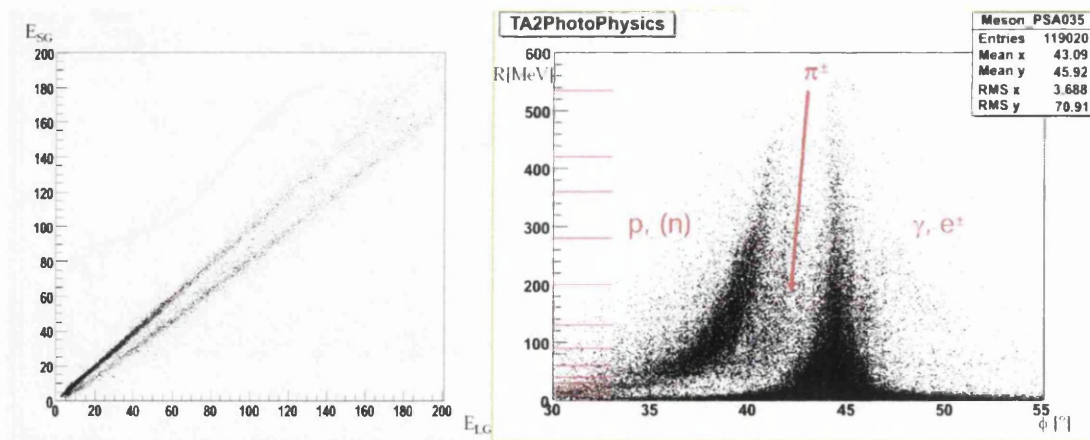 E_SG
200
180
160
140
120
100
80
60
40
20
0
0 20 40 60 80 100 120 140 160 180 200
E_LG
TA2PhotoPhysics
Meson_PSA035
Entries 119020
Mean x 43.09
Mean y 45.92
RMS x 3.688
RMS y 70.91
R[MeV]
600
500
400
300
200
100
0
π±
p, (n)
γ, e±
30 35 40 45 50 55
ϕ [°]